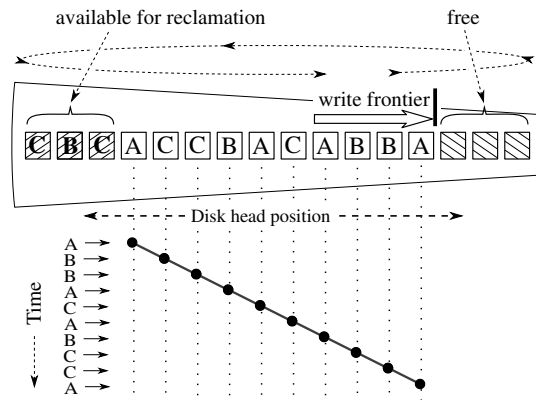 available for reclamation
free
write frontier
C B C A C C B A C A B B A
Disk head position
Time
A
B
B
A
C
A
B
C
C
A